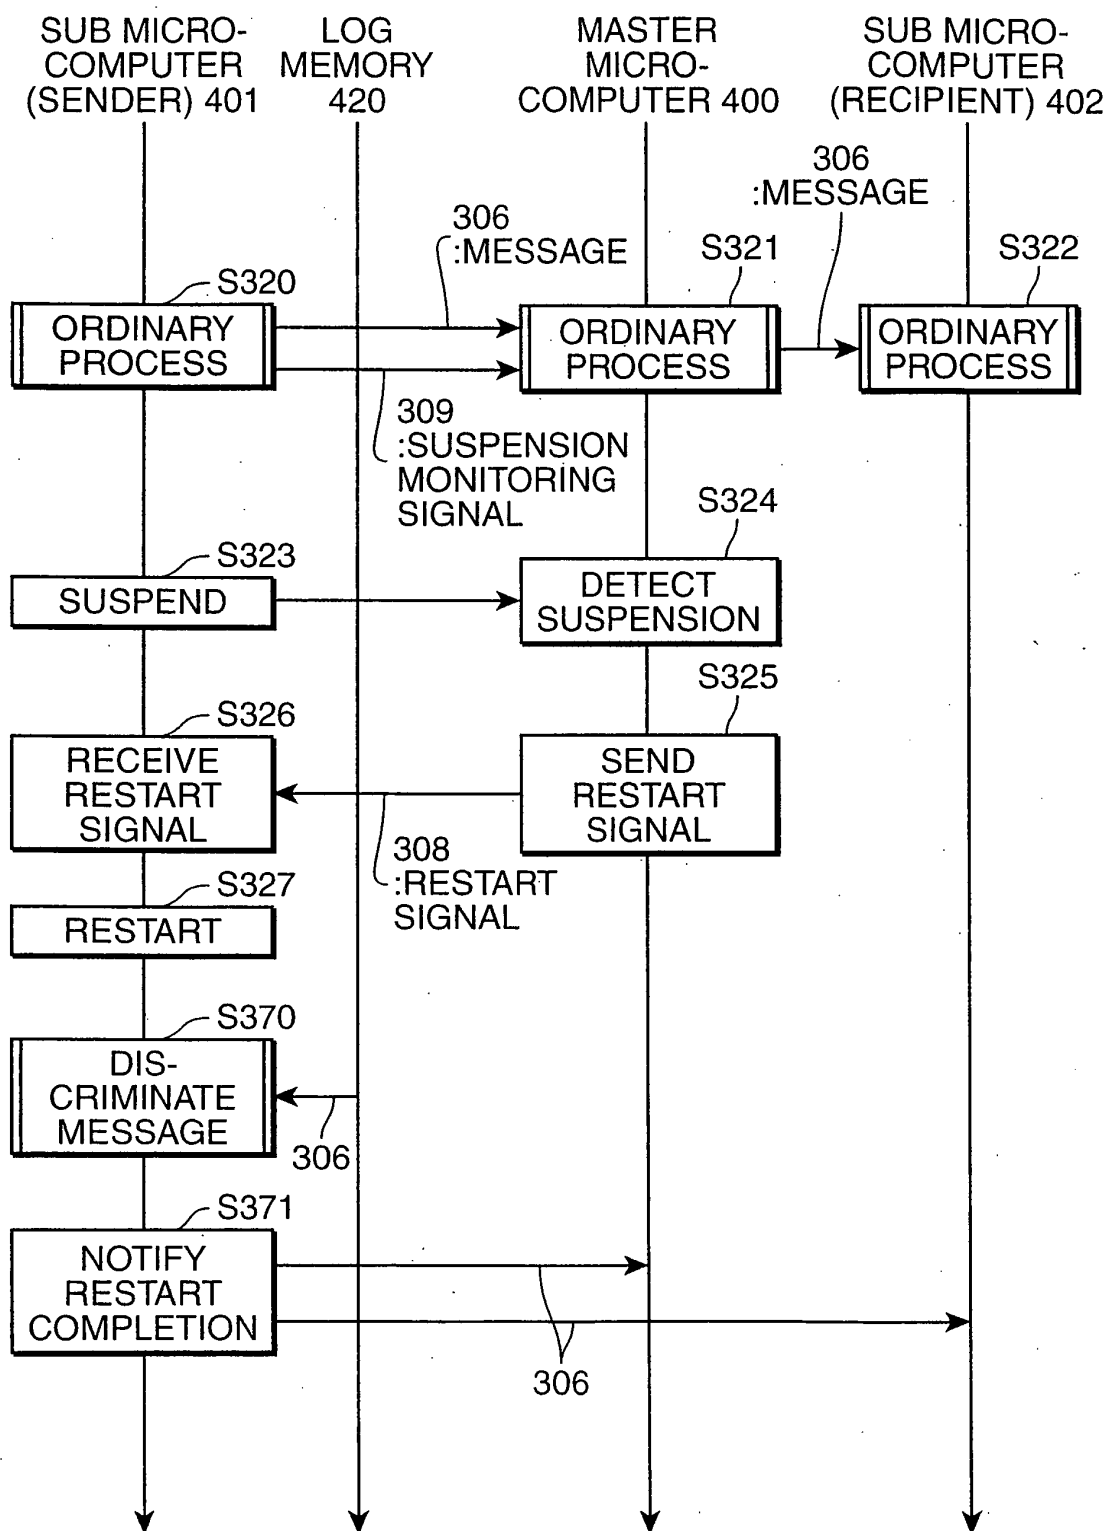 SUB MICRO-
COMPUTER
(SENDER) 401
LOG
MEMORY
420
MASTER
MICRO-
COMPUTER 400
SUB MICRO-
COMPUTER
(RECIPIENT) 402
306
:MESSAGE
306
:MESSAGE
S320
S321
S322
ORDINARY
PROCESS
ORDINARY
PROCESS
ORDINARY
PROCESS
309
:SUSPENSION
MONITORING
SIGNAL
S323
S324
SUSPEND
DETECT
SUSPENSION
S325
S326
RECEIVE
RESTART
SIGNAL
SEND
RESTART
SIGNAL
308
:RESTART
SIGNAL
S327
RESTART
S370
DIS-
CRIMINATE
MESSAGE
306
S371
NOTIFY
RESTART
COMPLETION
306